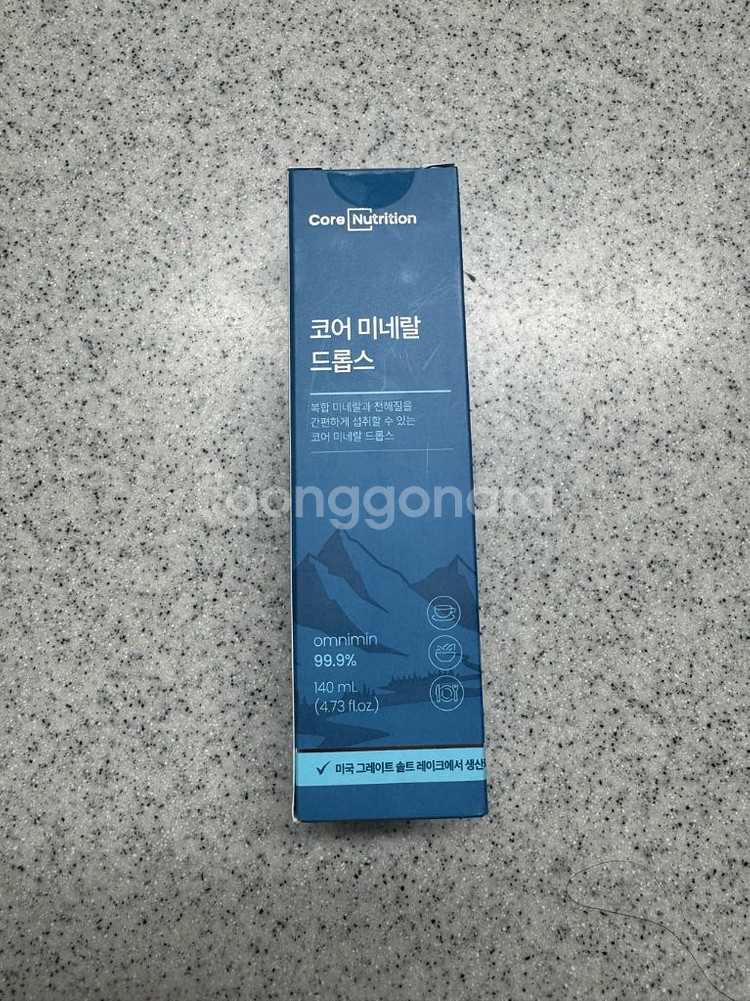 Core Nutrition
코어 미네랄
드롭스
복합 미네랄과 전해질을
간편하게 섭취할 수 있는
코어 미네랄 드롭스
Joonggonara
omnimin
99.9%
140 mL
(4.73 fl.oz.)
미국 그레이트 솔트 레이크에서 생산